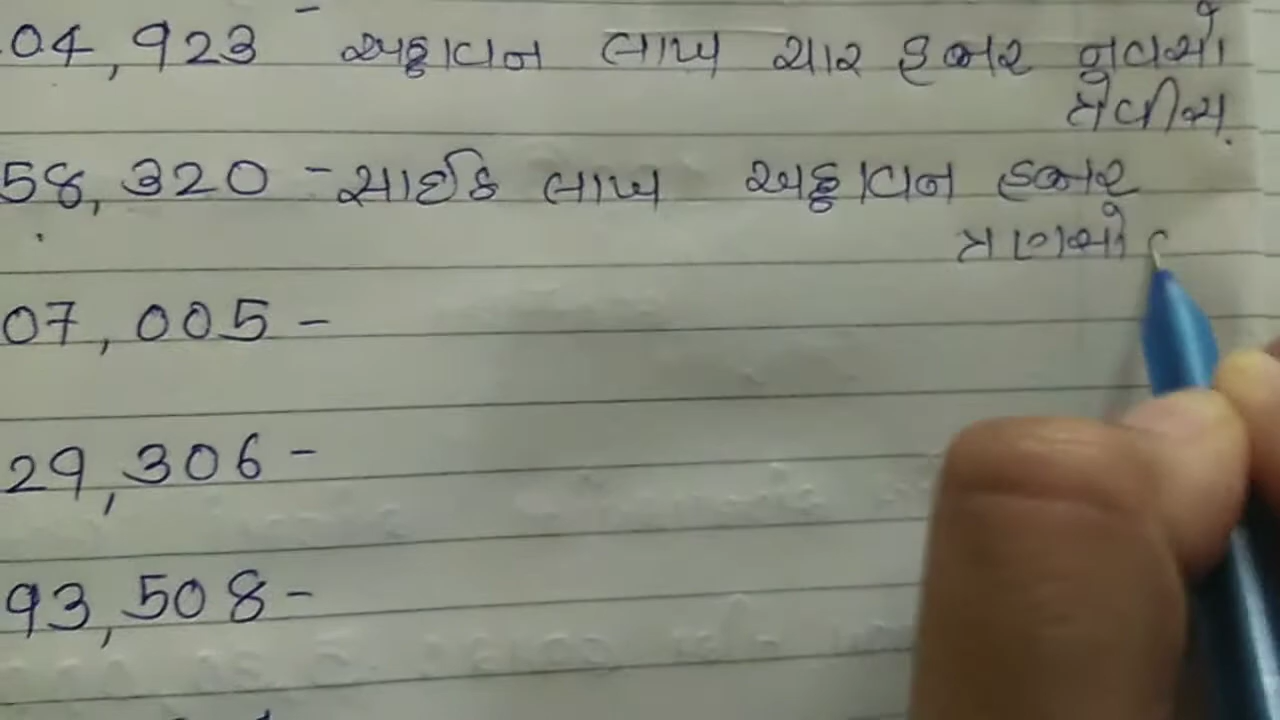 04,923 - અઠ્ઠાવન લાખ ચાર હજાર નવસો
ત્રેવીસ.
58,320 - સાઈઠ લાખ અઠ્ઠાવન હજાર
ત્રણસો
07,005 -
29,306 -
93,508 -